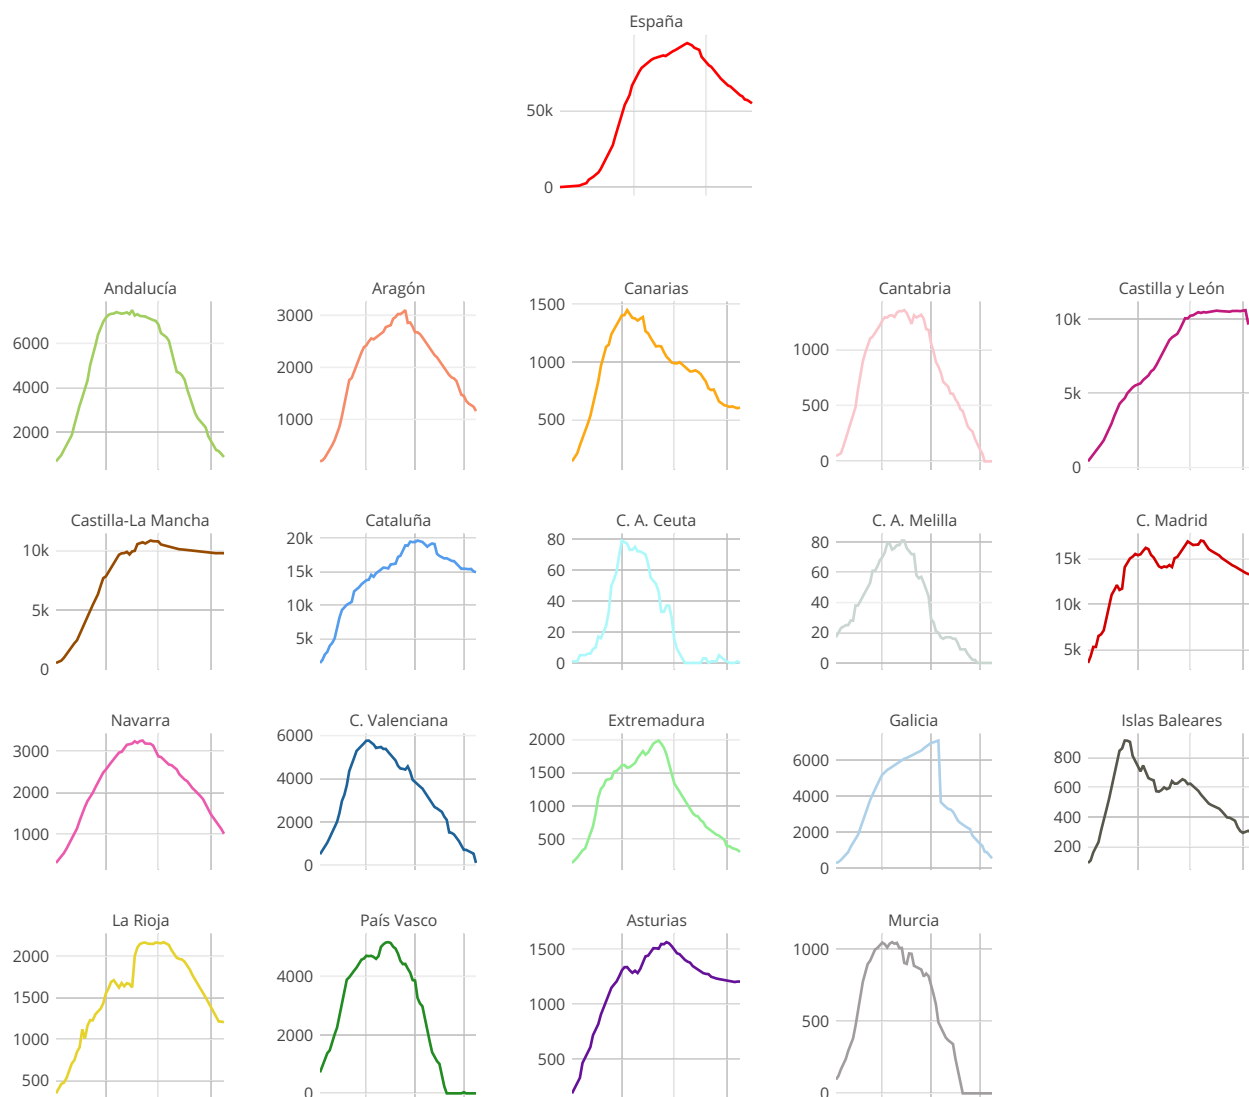 España
50k
0
Andalucía
Aragón
Canarias
Cantabria
Castilla y León
6000
4000
2000
3000
2000
1000
1500
1000
500
1000
500
0
10k
5k
0
Castilla-La Mancha
Cataluña
C. A. Ceuta
C. A. Melilla
C. Madrid
10k
5k
0
20k
15k
10k
5k
80
60
40
20
0
80
60
40
20
0
15k
10k
5k
Navarra
C. Valenciana
Extremadura
Galicia
Islas Baleares
3000
2000
1000
6000
4000
2000
0
2000
1500
1000
500
6000
4000
2000
0
800
600
400
200
La Rioja
País Vasco
Asturias
Murcia
2000
1500
1000
500
4000
2000
0
1500
1000
500
1000
500
0